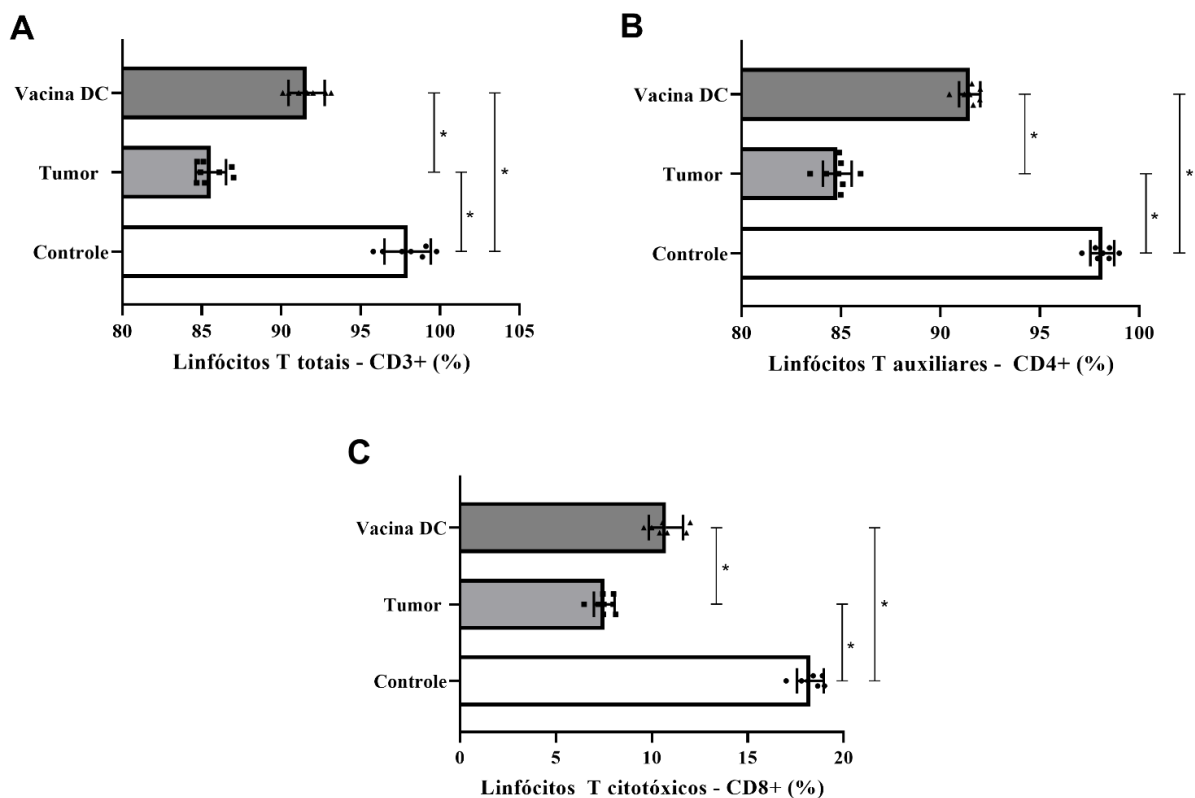 A
Vacina DC
Tumor
Controle
*
*
*
80 85 90 95 100 105
Linfócitos T totais - CD3+ (%)
B
Vacina DC
Tumor
Controle
*
*
*
80 85 90 95 100
Linfócitos T auxiliares - CD4+ (%)
C
Vacina DC
Tumor
Controle
*
*
*
0 5 10 15 20
Linfócitos T citotóxicos - CD8+ (%)